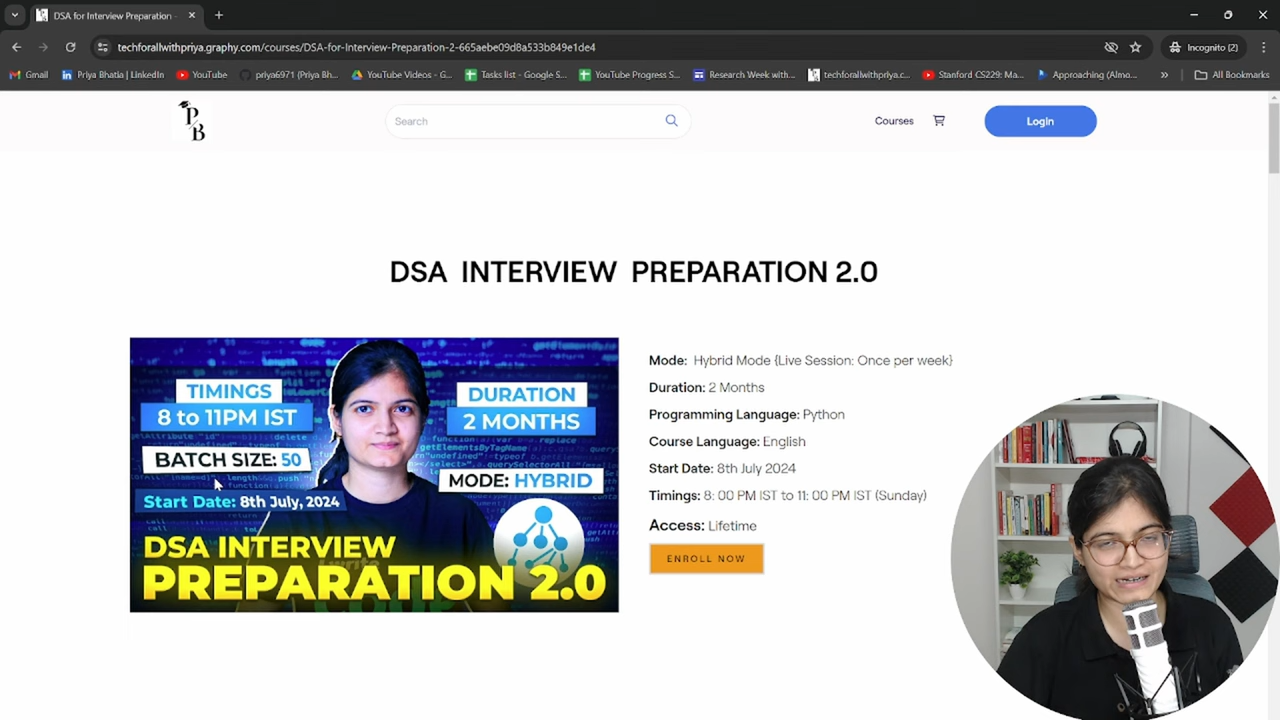 DSA for Interview Preparation -
techforallwithpriya.graphy.com/courses/DSA-for-Interview-Preparation-2-665aebe09d8a533b849e1de4
Incognito (2)
Gmail
Priya Bhatia | LinkedIn
YouTube
priya6971 (Priya Bh...
YouTube Videos - G...
Tasks list - Google S...
YouTube Progress S...
Research Week with...
techforallwithpriya.c...
Stanford CS229: Ma...
Approaching (Almo...
All Bookmarks
P
B
Search
Courses
Login
DSA INTERVIEW PREPARATION 2.0
TIMINGS
8 to 11PM IST
BATCH SIZE: 50
Start Date: 8th July, 2024
DURATION
2 MONTHS
MODE: HYBRID
DSA INTERVIEW
PREPARATION 2.0
Mode: Hybrid Mode {Live Session: Once per week}
Duration: 2 Months
Programming Language: Python
Course Language: English
Start Date: 8th July 2024
Timings: 8: 00 PM IST to 11: 00 PM IST (Sunday)
Access: Lifetime
ENROLL NOW